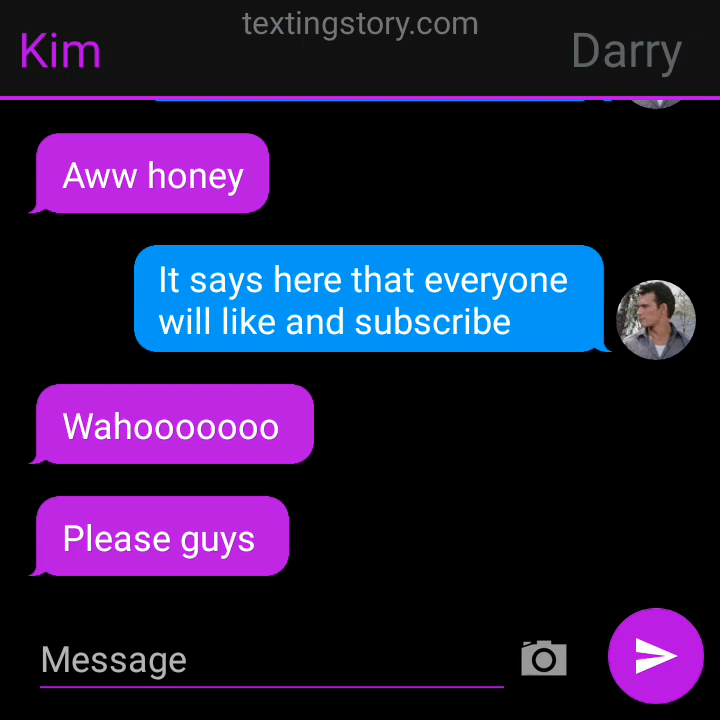 textingstory.com
Kim
Darry
Aww honey
It says here that everyone
will like and subscribe
Wahooooooo
Please guys
Message